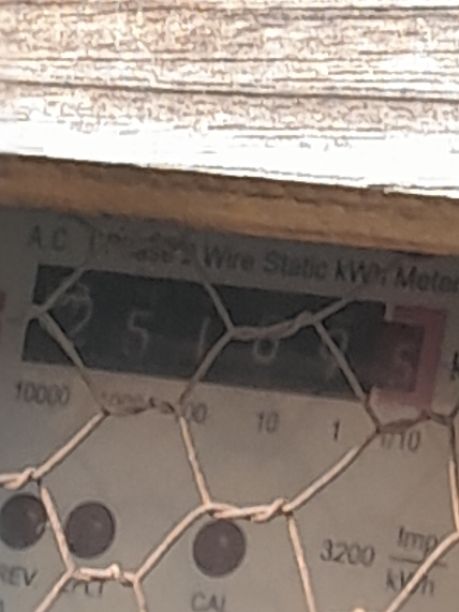 A.C. Wire Static kWh Meter
2 5 1 6 9 5
10000 10 1 1/10
3200 Imp
kWh
REV CAL